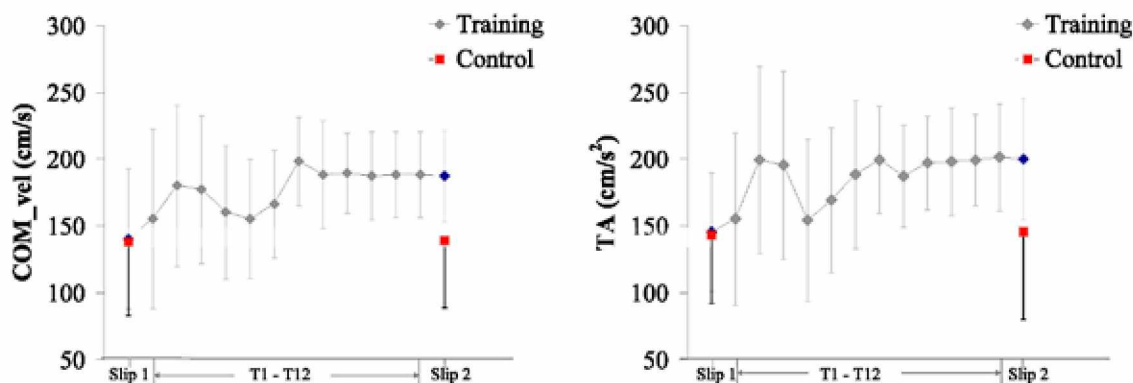 300
250
200
150
100
50
COM_vel (cm/s)
Training
Control
Slip 1
T1 - T12
Slip 2
300
250
200
150
100
50
TA (cm/s²)
Training
Control
Slip 1
T1 - T12
Slip 2